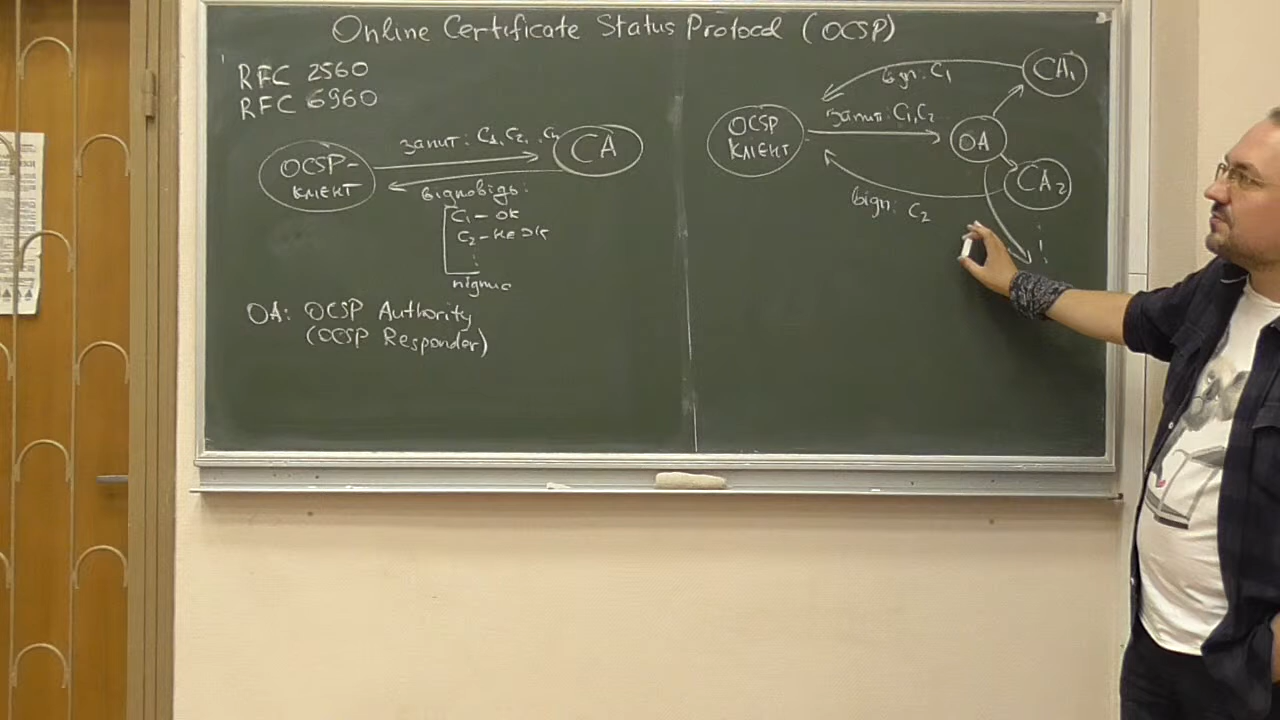 Online Certificate Status Protocol (OCSP)
RFC 2560
RFC 6960
OCSP-
клієнт
запит: C₁, C₂, ..
CA
відповідь:
C₁ - ok
C₂ - не ok
⋮
підпис
OA: OCSP Authority
(OCSP Responder)
OCSP
клієнт
відп: C₁
запит: C₁, C₂ ...
OA
CA₁
CA₂
відп: C₂